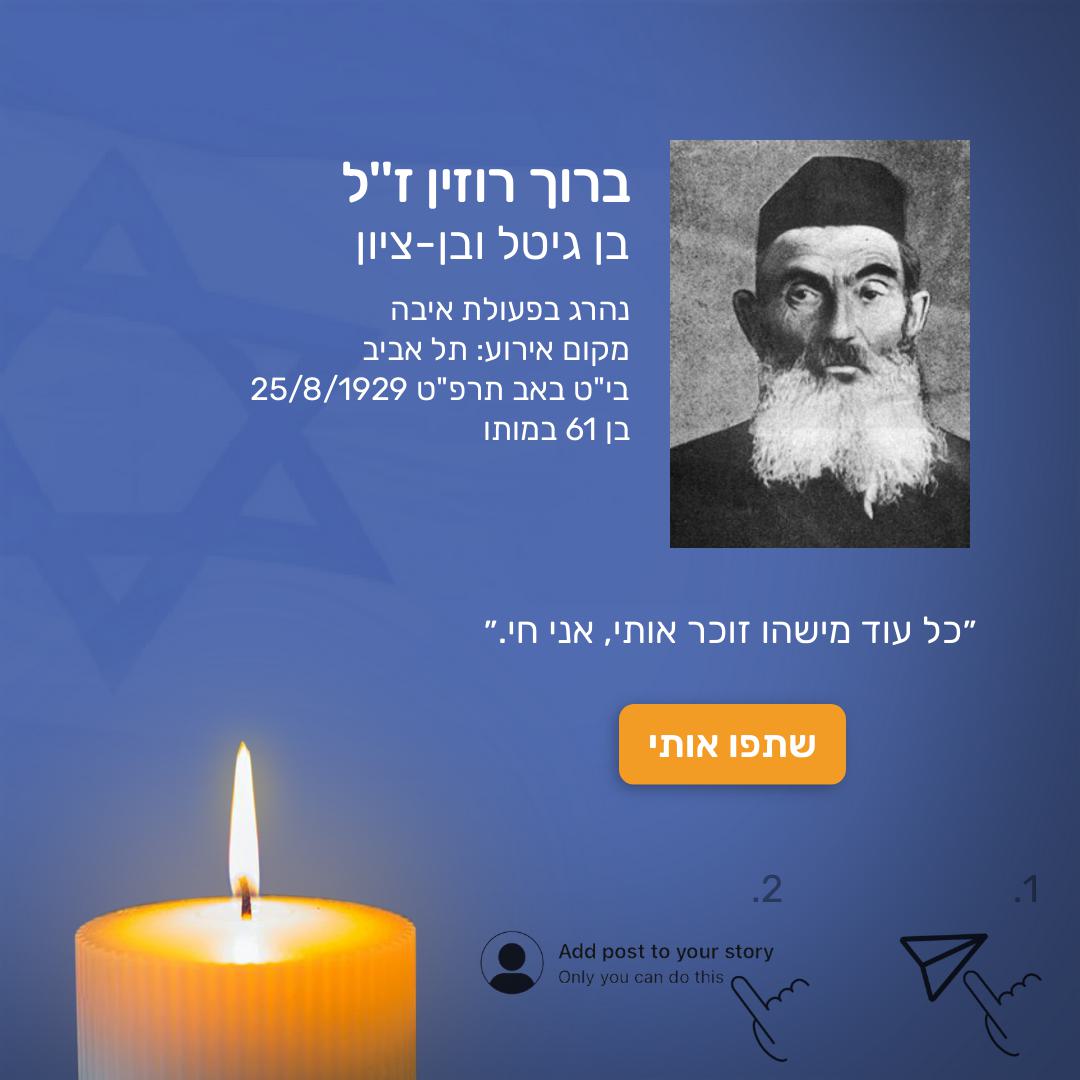 ברוך רוזין ז"ל
בן גיטל ובן-ציון
נהרג בפעולת איבה
מקום אירוע: תל אביב
בי"ט באב תרפ"ט 25/8/1929
בן 61 במותו
״כל עוד מישהו זוכר אותי, אני חי.״
שתפו אותי
1.
2.
Add post to your story
Only you can do this